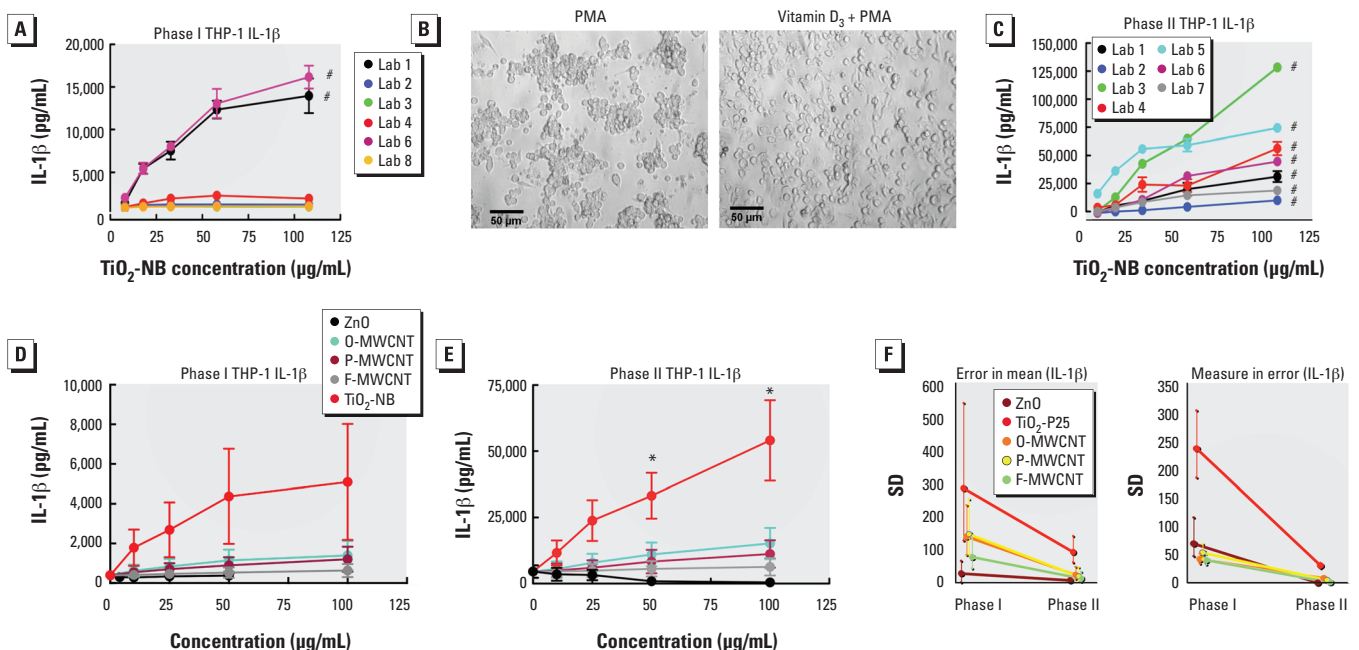 A
Phase I THP-1 IL-1β
20,000
15,000
10,000
5,000
0
IL-1β (pg/mL)
0 25 50 75 100 125
TiO2-NB concentration (µg/mL)
Lab 1
Lab 2
Lab 3
Lab 4
Lab 6
Lab 8
#
#
B
PMA
Vitamin D3 + PMA
50 µm
50 µm
C
Phase II THP-1 IL-1β
150,000
125,000
100,000
75,000
50,000
25,000
0
IL-1β (pg/mL)
0 25 50 75 100 125
TiO2-NB concentration (µg/mL)
Lab 1
Lab 2
Lab 3
Lab 4
Lab 5
Lab 6
Lab 7
#
#
#
#
#
#
#
D
Phase I THP-1 IL-1β
10,000
8,000
6,000
4,000
2,000
0
IL-1β (pg/mL)
0 25 50 75 100 125
Concentration (µg/mL)
ZnO
O-MWCNT
P-MWCNT
F-MWCNT
TiO2-NB
E
Phase II THP-1 IL-1β
75,000
50,000
25,000
0
IL-1β (pg/mL)
0 25 50 75 100 125
Concentration (µg/mL)
*
*
F
Error in mean (IL-1β)
600
500
400
300
200
100
0
SD
Phase I Phase II
ZnO
TiO2-P25
O-MWCNT
P-MWCNT
F-MWCNT
Measure in error (IL-1β)
350
300
250
200
150
100
50
0
SD
Phase I Phase II